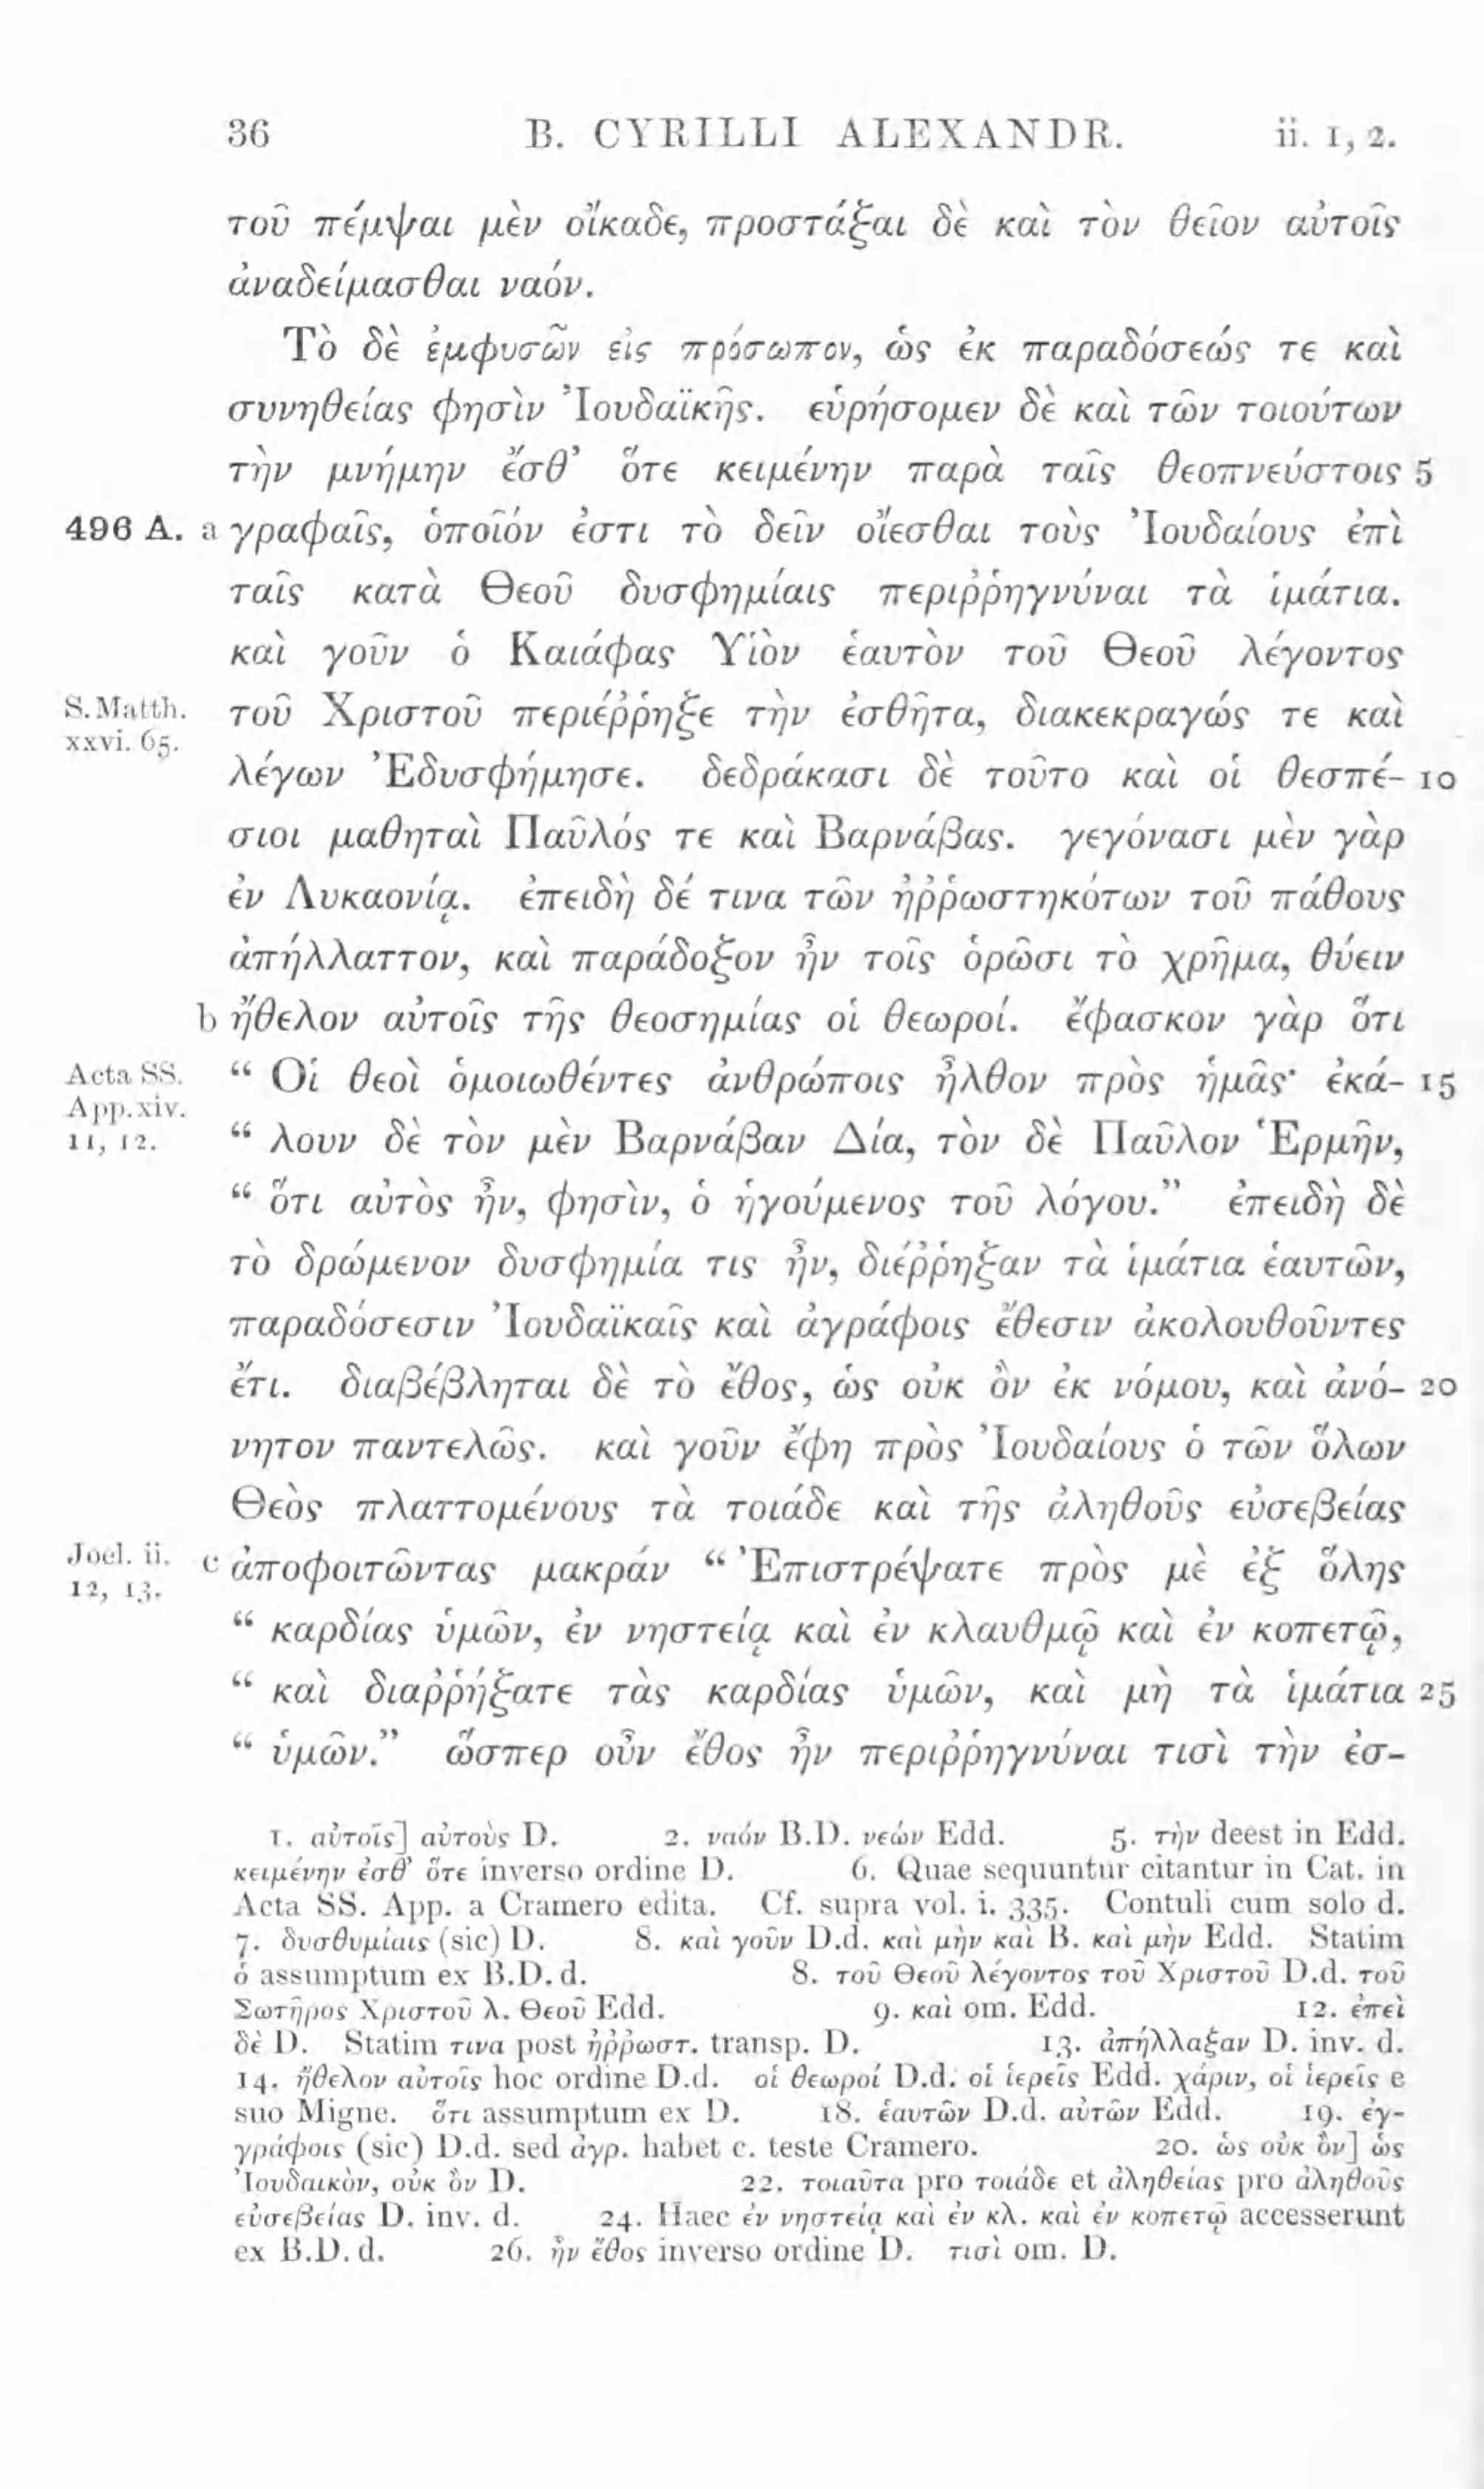 36 B. CYRILLI ALEXANDR. ii. 1, 2.
τοῦ πέμψαι μὲν οἴκαδε, προστάξαι δὲ καὶ τὸν θεῖον αὐτοῖς
ἀναδείμασθαι ναόν.
Τὸ δὲ ἐμφυσῶν εἰς πρόσωπον, ὡς ἐκ παραδόσεώς τε καὶ
συνηθείας φησὶν Ἰουδαϊκῆς. εὑρήσομεν δὲ καὶ τῶν τοιούτων
τὴν μνήμην ἔσθ’ ὅτε κειμένην παρὰ ταῖς θεοπνεύστοις 5
496 A. a γραφαῖς, ὁποῖόν ἐστι τὸ δεῖν οἴεσθαι τοὺς Ἰουδαίους ἐπὶ
ταῖς κατὰ Θεοῦ δυσφημίαις περιῤῥηγνύναι τὰ ἱμάτια.
καὶ γοῦν ὁ Καιάφας Υἱὸν ἑαυτὸν τοῦ Θεοῦ λέγοντος
S. Matth. τοῦ Χριστοῦ περιέῤῥηξε τὴν ἐσθῆτα, διακεκραγώς τε καὶ
xxvi. 65.
λέγων Ἐδυσφήμησε. δεδράκασι δὲ τοῦτο καὶ οἱ θεσπέ- 10
σιοι μαθηταὶ Παῦλός τε καὶ Βαρνάβας. γεγόνασι μὲν γὰρ
ἐν Λυκαονίᾳ. ἐπειδὴ δέ τινα τῶν ἠῤῥωστηκότων τοῦ πάθους
ἀπήλλαττον, καὶ παράδοξον ἦν τοῖς ὁρῶσι τὸ χρῆμα, θύειν
b ἤθελον αὐτοῖς τῆς θεοσημίας οἱ θεωροί. ἔφασκον γὰρ ὅτι
Acta SS. “ Οἱ θεοὶ ὁμοιωθέντες ἀνθρώποις ἦλθον πρὸς ἡμᾶς· ἐκά- 15
App. xiv.
11, 12. “ λουν δὲ τὸν μὲν Βαρνάβαν Δία, τὸν δὲ Παῦλον Ἑρμῆν,
“ ὅτι αὐτὸς ἦν, φησὶν, ὁ ἡγούμενος τοῦ λόγου.” ἐπειδὴ δὲ
τὸ δρώμενον δυσφημία τις ἦν, διέῤῥηξαν τὰ ἱμάτια ἑαυτῶν,
παραδόσεσιν Ἰουδαϊκαῖς καὶ ἀγράφοις ἔθεσιν ἀκολουθοῦντες
ἔτι. διαβέβληται δὲ τὸ ἔθος, ὡς οὐκ ὂν ἐκ νόμου, καὶ ἀνό- 20
νητον παντελῶς. καὶ γοῦν ἔφη πρὸς Ἰουδαίους ὁ τῶν ὅλων
Θεὸς πλαττομένους τὰ τοιάδε καὶ τῆς ἀληθοῦς εὐσεβείας
Joel. ii. c ἀποφοιτῶντας μακράν “ Ἐπιστρέψατε πρὸς μὲ ἐξ ὅλης
12, 13.
“ καρδίας ὑμῶν, ἐν νηστείᾳ καὶ ἐν κλαυθμῷ καὶ ἐν κοπετῷ,
“ καὶ διαῤῥήξατε τὰς καρδίας ὑμῶν, καὶ μὴ τὰ ἱμάτια 25
“ ὑμῶν.” ὥσπερ οὖν ἔθος ἦν περιῤῥηγνύναι τισὶ τὴν ἐσ-
1. αὐτοῖς] αὐτοὺς D. 2. ναόν B.D. νεών Edd. 5. τὴν deest in Edd.
κειμένην ἐσθ’ ὅτε inverso ordine D. 6. Quae sequuntur citantur in Cat. in
Acta SS. App. a Cramero edita. Cf. supra vol. i. 335. Contuli cum solo d.
7. δυσθυμίαις (sic) D. 8. καὶ γοῦν D.d. καὶ μὴν καὶ B. καὶ μὴν Edd. Statim
ὁ assumptum ex B.D. d. 8. τοῦ Θεοῦ λέγοντος τοῦ Χριστοῦ D.d. τοῦ
Σωτῆρος Χριστοῦ λ. Θεοῦ Edd. 9. καὶ om. Edd. 12. ἐπεὶ
δὲ D. Statim τινα post ἠῤῥωστ. transp. D. 13. ἀπήλλαξαν D. inv. d.
14. ἤθελον αὐτοῖς hoc ordine D.d. οἱ θεωροί D.d. οἱ ἱερεῖς Edd. χάριν, οἱ ἱερεῖς e
suo Migne. ὅτι assumptum ex D. 18. ἑαυτῶν D.d. αὐτῶν Edd. 19. ἐγ-
γράφοις (sic) D.d. sed ἀγρ. habet c. teste Cramero. 20. ὡς οὐκ ὂν] ὡς
Ἰουδαικὸν, οὐκ ὂν D. 22. τοιαῦτα pro τοιάδε et ἀληθείας pro ἀληθοῦς
εὐσεβείας D. inv. d. 24. Haec ἐν νηστείᾳ καὶ ἐν κλ. καὶ ἐν κοπετῷ accesserunt
ex B.D. d. 26. ἦν ἔθος inverso ordine D. τισὶ om. D.